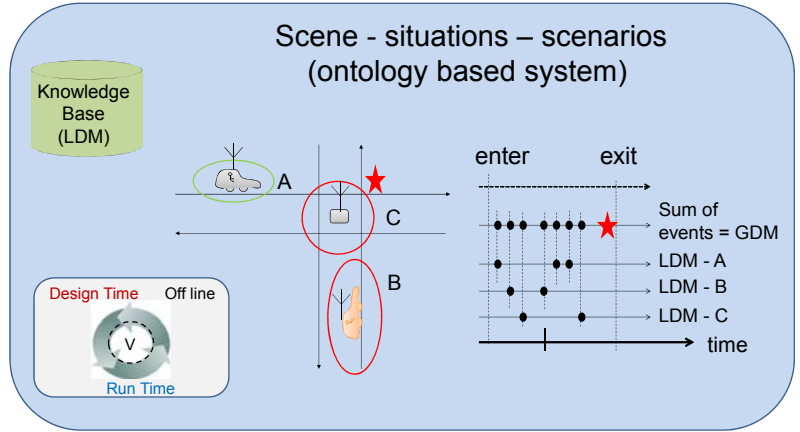 Scene - situations – scenarios
(ontology based system)
Knowledge
Base
(LDM)
A
C
B
enter
exit
Sum of
events = GDM
LDM - A
LDM - B
LDM - C
time
Design Time
Off line
V
Run Time